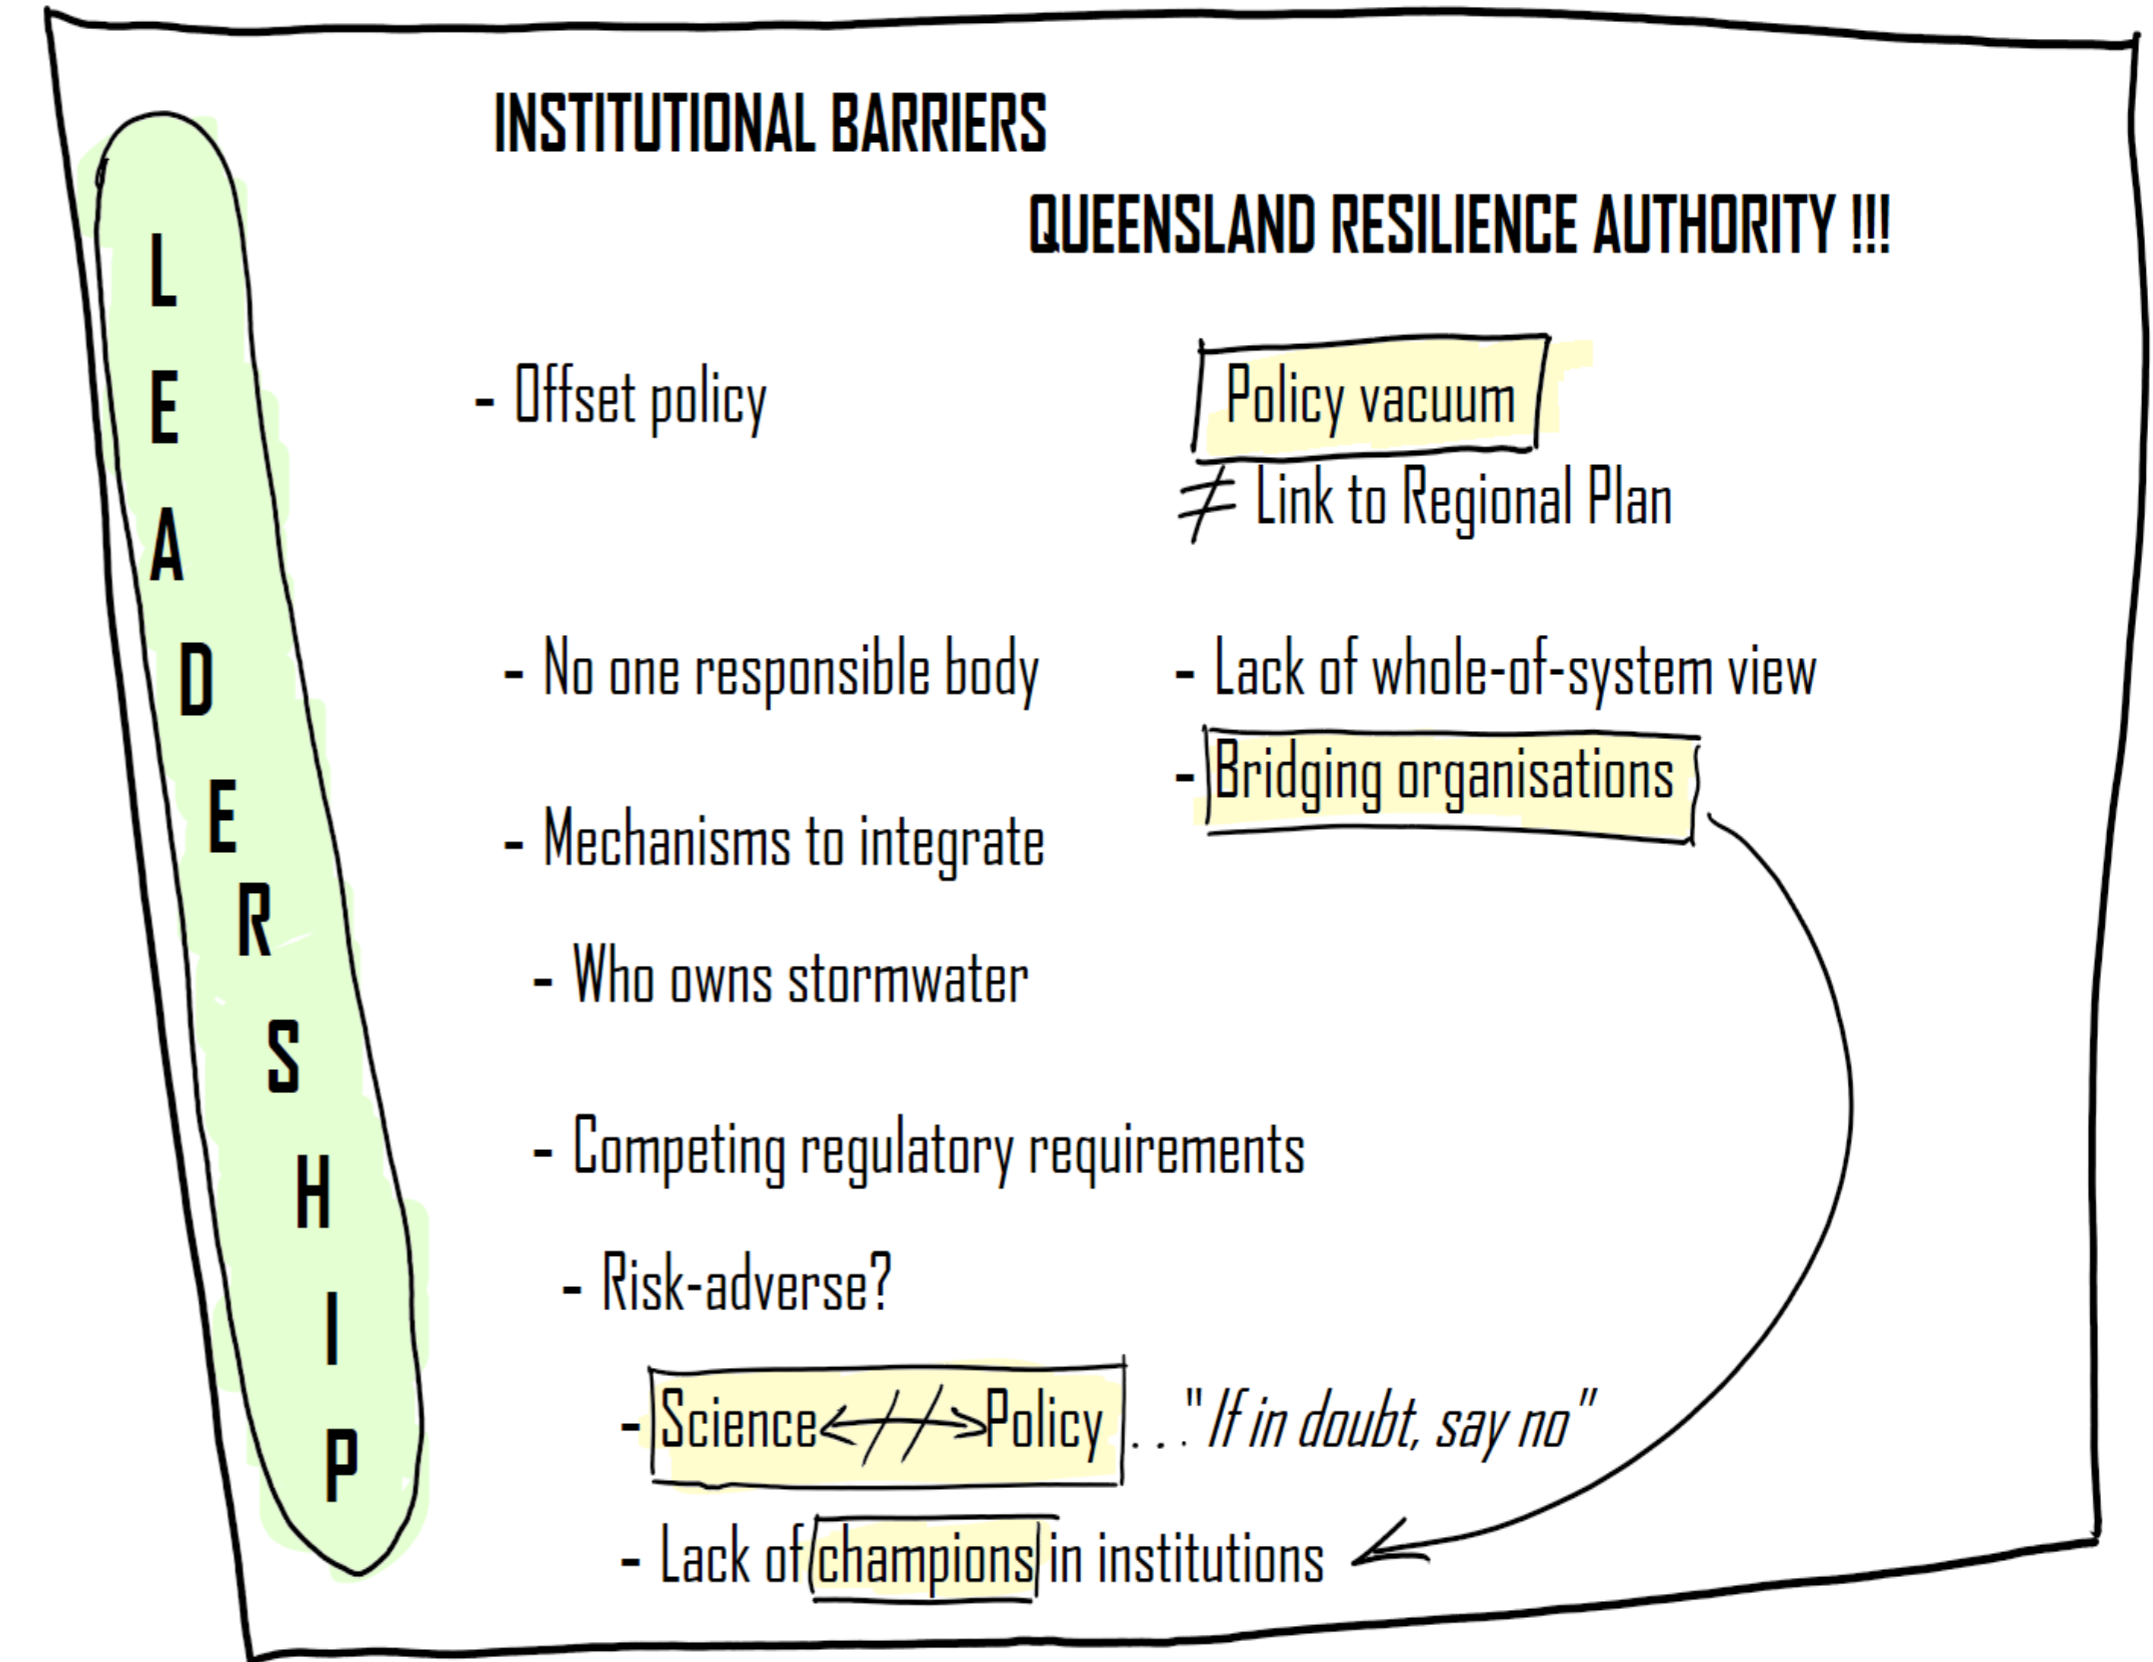 INSTITUTIONAL BARRIERS
QUEENSLAND RESILIENCE AUTHORITY !!!
LEADERSHIP
- Offset policy
Policy vacuum
≠ Link to Regional Plan
- No one responsible body
- Lack of whole-of-system view
- Bridging organisations
- Mechanisms to integrate
- Who owns stormwater
- Competing regulatory requirements
- Risk-adverse?
- Science <-//-> Policy ..."If in doubt, say no"
- Lack of champions in institutions